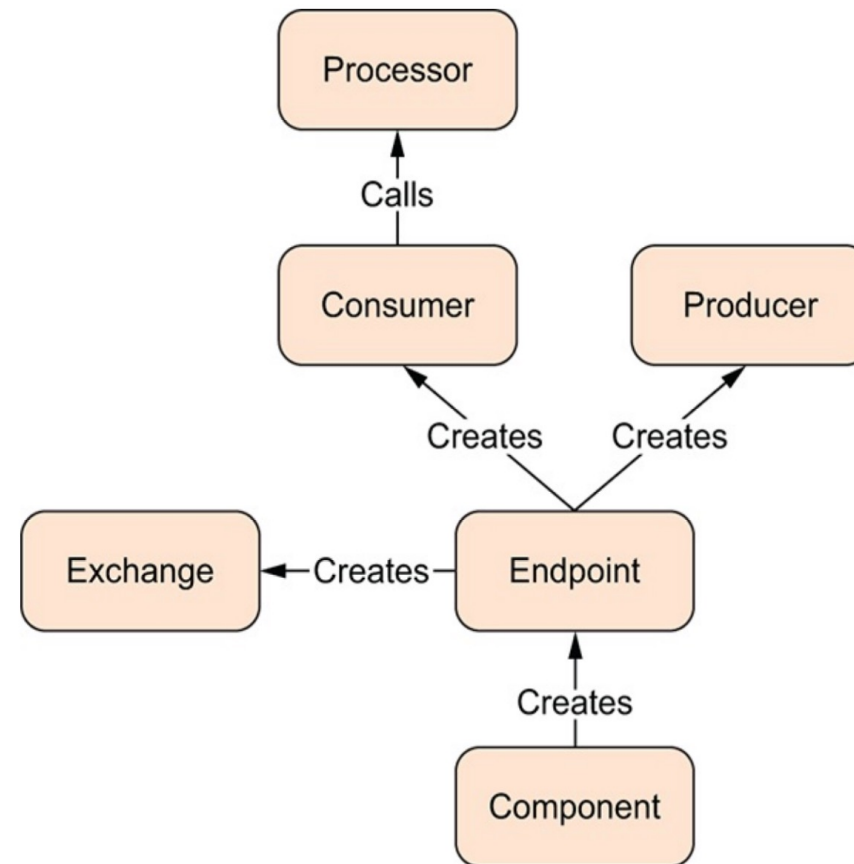 Processor
Calls
Consumer
Producer
Creates
Creates
Exchange
Creates
Endpoint
Creates
Component